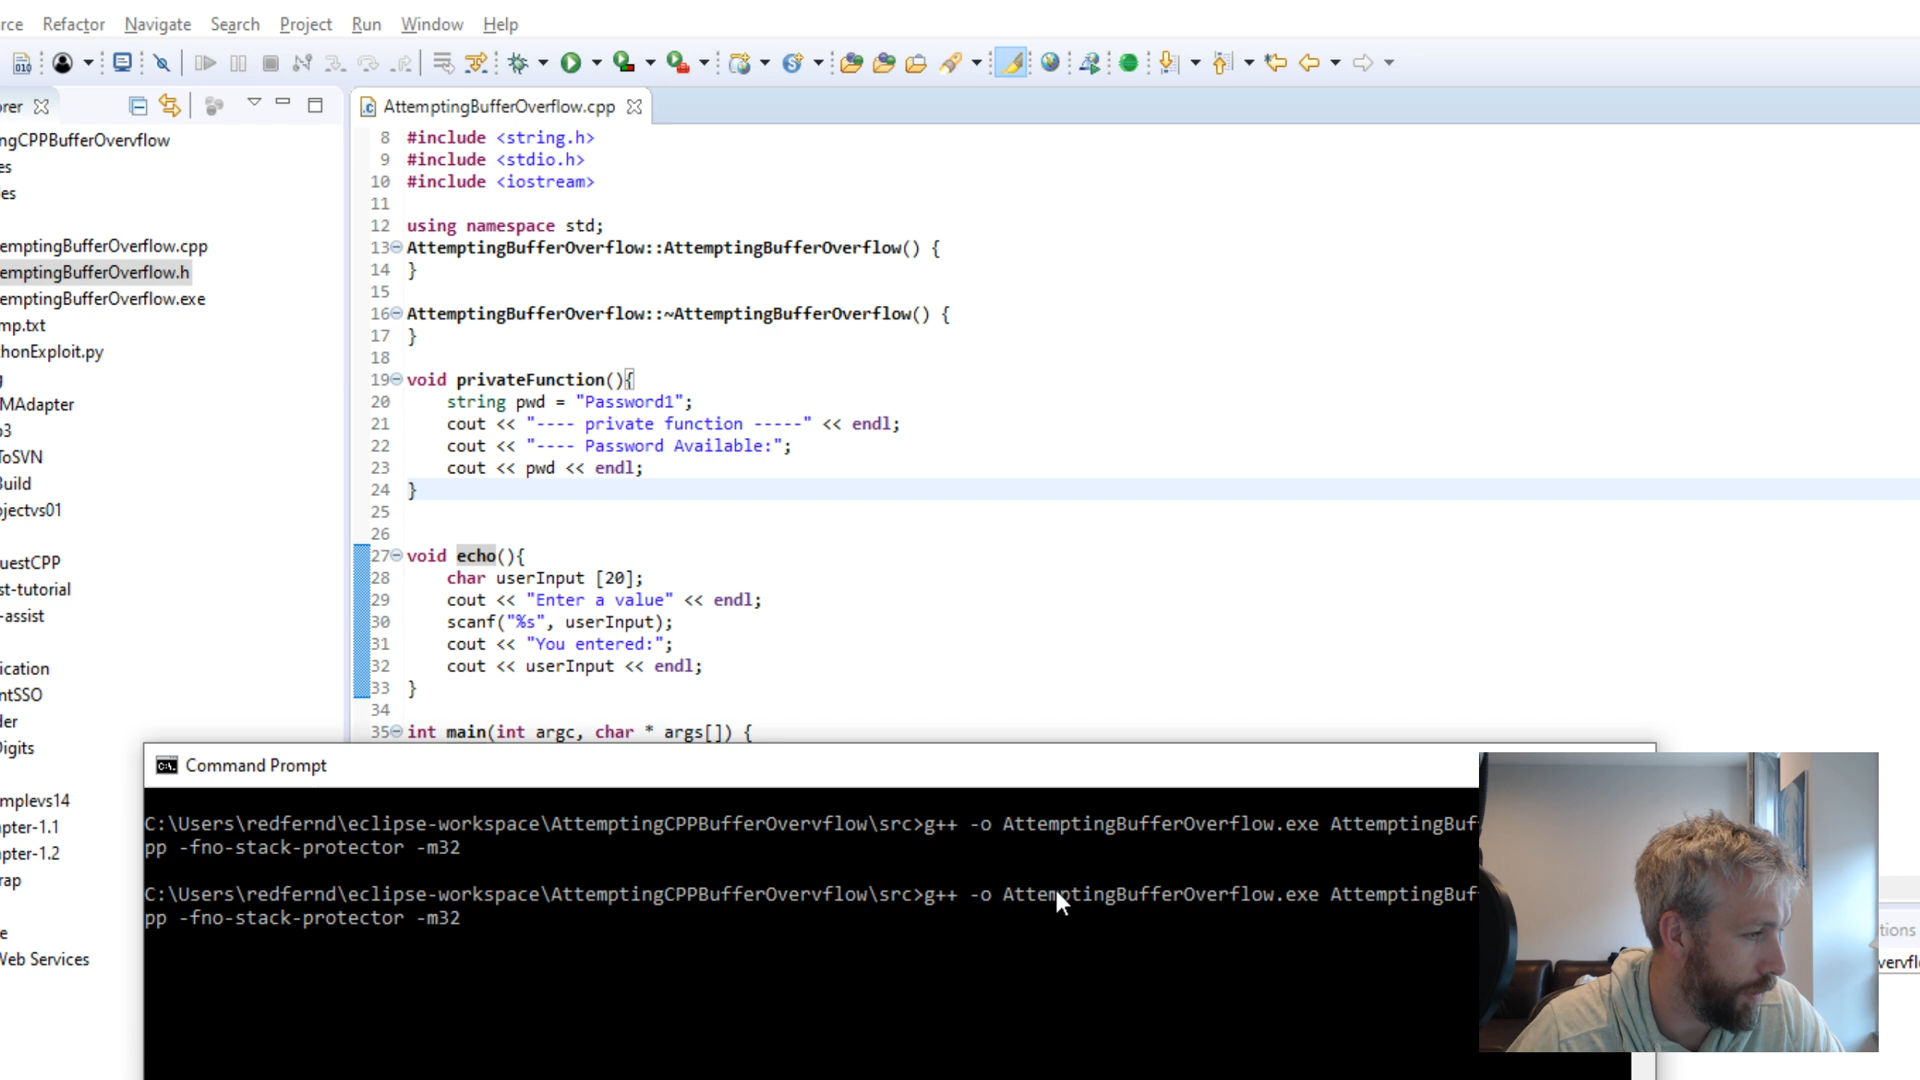 rce Refactor Navigate Search Project Run Window Help
010
orer
AttemptingBufferOverflow.cpp
ngCPPBufferOvervflow
es
es
emptingBufferOverflow.cpp
emptingBufferOverflow.h
emptingBufferOverflow.exe
mp.txt
honExploit.py
g
MAdapter
o3
ToSVN
Build
ojectvs01
uestCPP
st-tutorial
-assist
ication
ntSSO
der
Digits
mplevs14
pter-1.1
pter-1.2
rap
e
Web Services
8 #include <string.h>
9 #include <stdio.h>
10 #include <iostream>
11
12 using namespace std;
13 AttemptingBufferOverflow::AttemptingBufferOverflow() {
14 }
15
16 AttemptingBufferOverflow::~AttemptingBufferOverflow() {
17 }
18
19 void privateFunction(){
20 string pwd = "Password1";
21 cout << "---- private function -----" << endl;
22 cout << "---- Password Available:";
23 cout << pwd << endl;
24 }
25
26
27 void echo(){
28 char userInput [20];
29 cout << "Enter a value" << endl;
30 scanf("%s", userInput);
31 cout << "You entered:";
32 cout << userInput << endl;
33 }
34
35 int main(int argc, char * args[]) {
Command Prompt
C:\Users\redfernd\eclipse-workspace\AttemptingCPPBufferOvervflow\src>g++ -o AttemptingBufferOverflow.exe AttemptingBuf
pp -fno-stack-protector -m32
C:\Users\redfernd\eclipse-workspace\AttemptingCPPBufferOvervflow\src>g++ -o AttemptingBufferOverflow.exe AttemptingBuf
pp -fno-stack-protector -m32
tions
vervfl